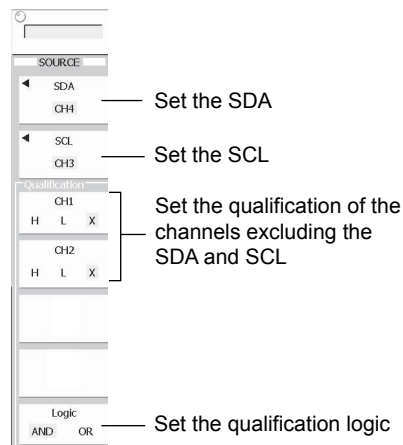 SOURCE
SDA
CH4
Set the SDA
SCL
CH3
Set the SCL
Qualification
CH1
H L X
CH2
H L X
Set the qualification of the
channels excluding the
SDA and SCL
Logic
AND OR
Set the qualification logic